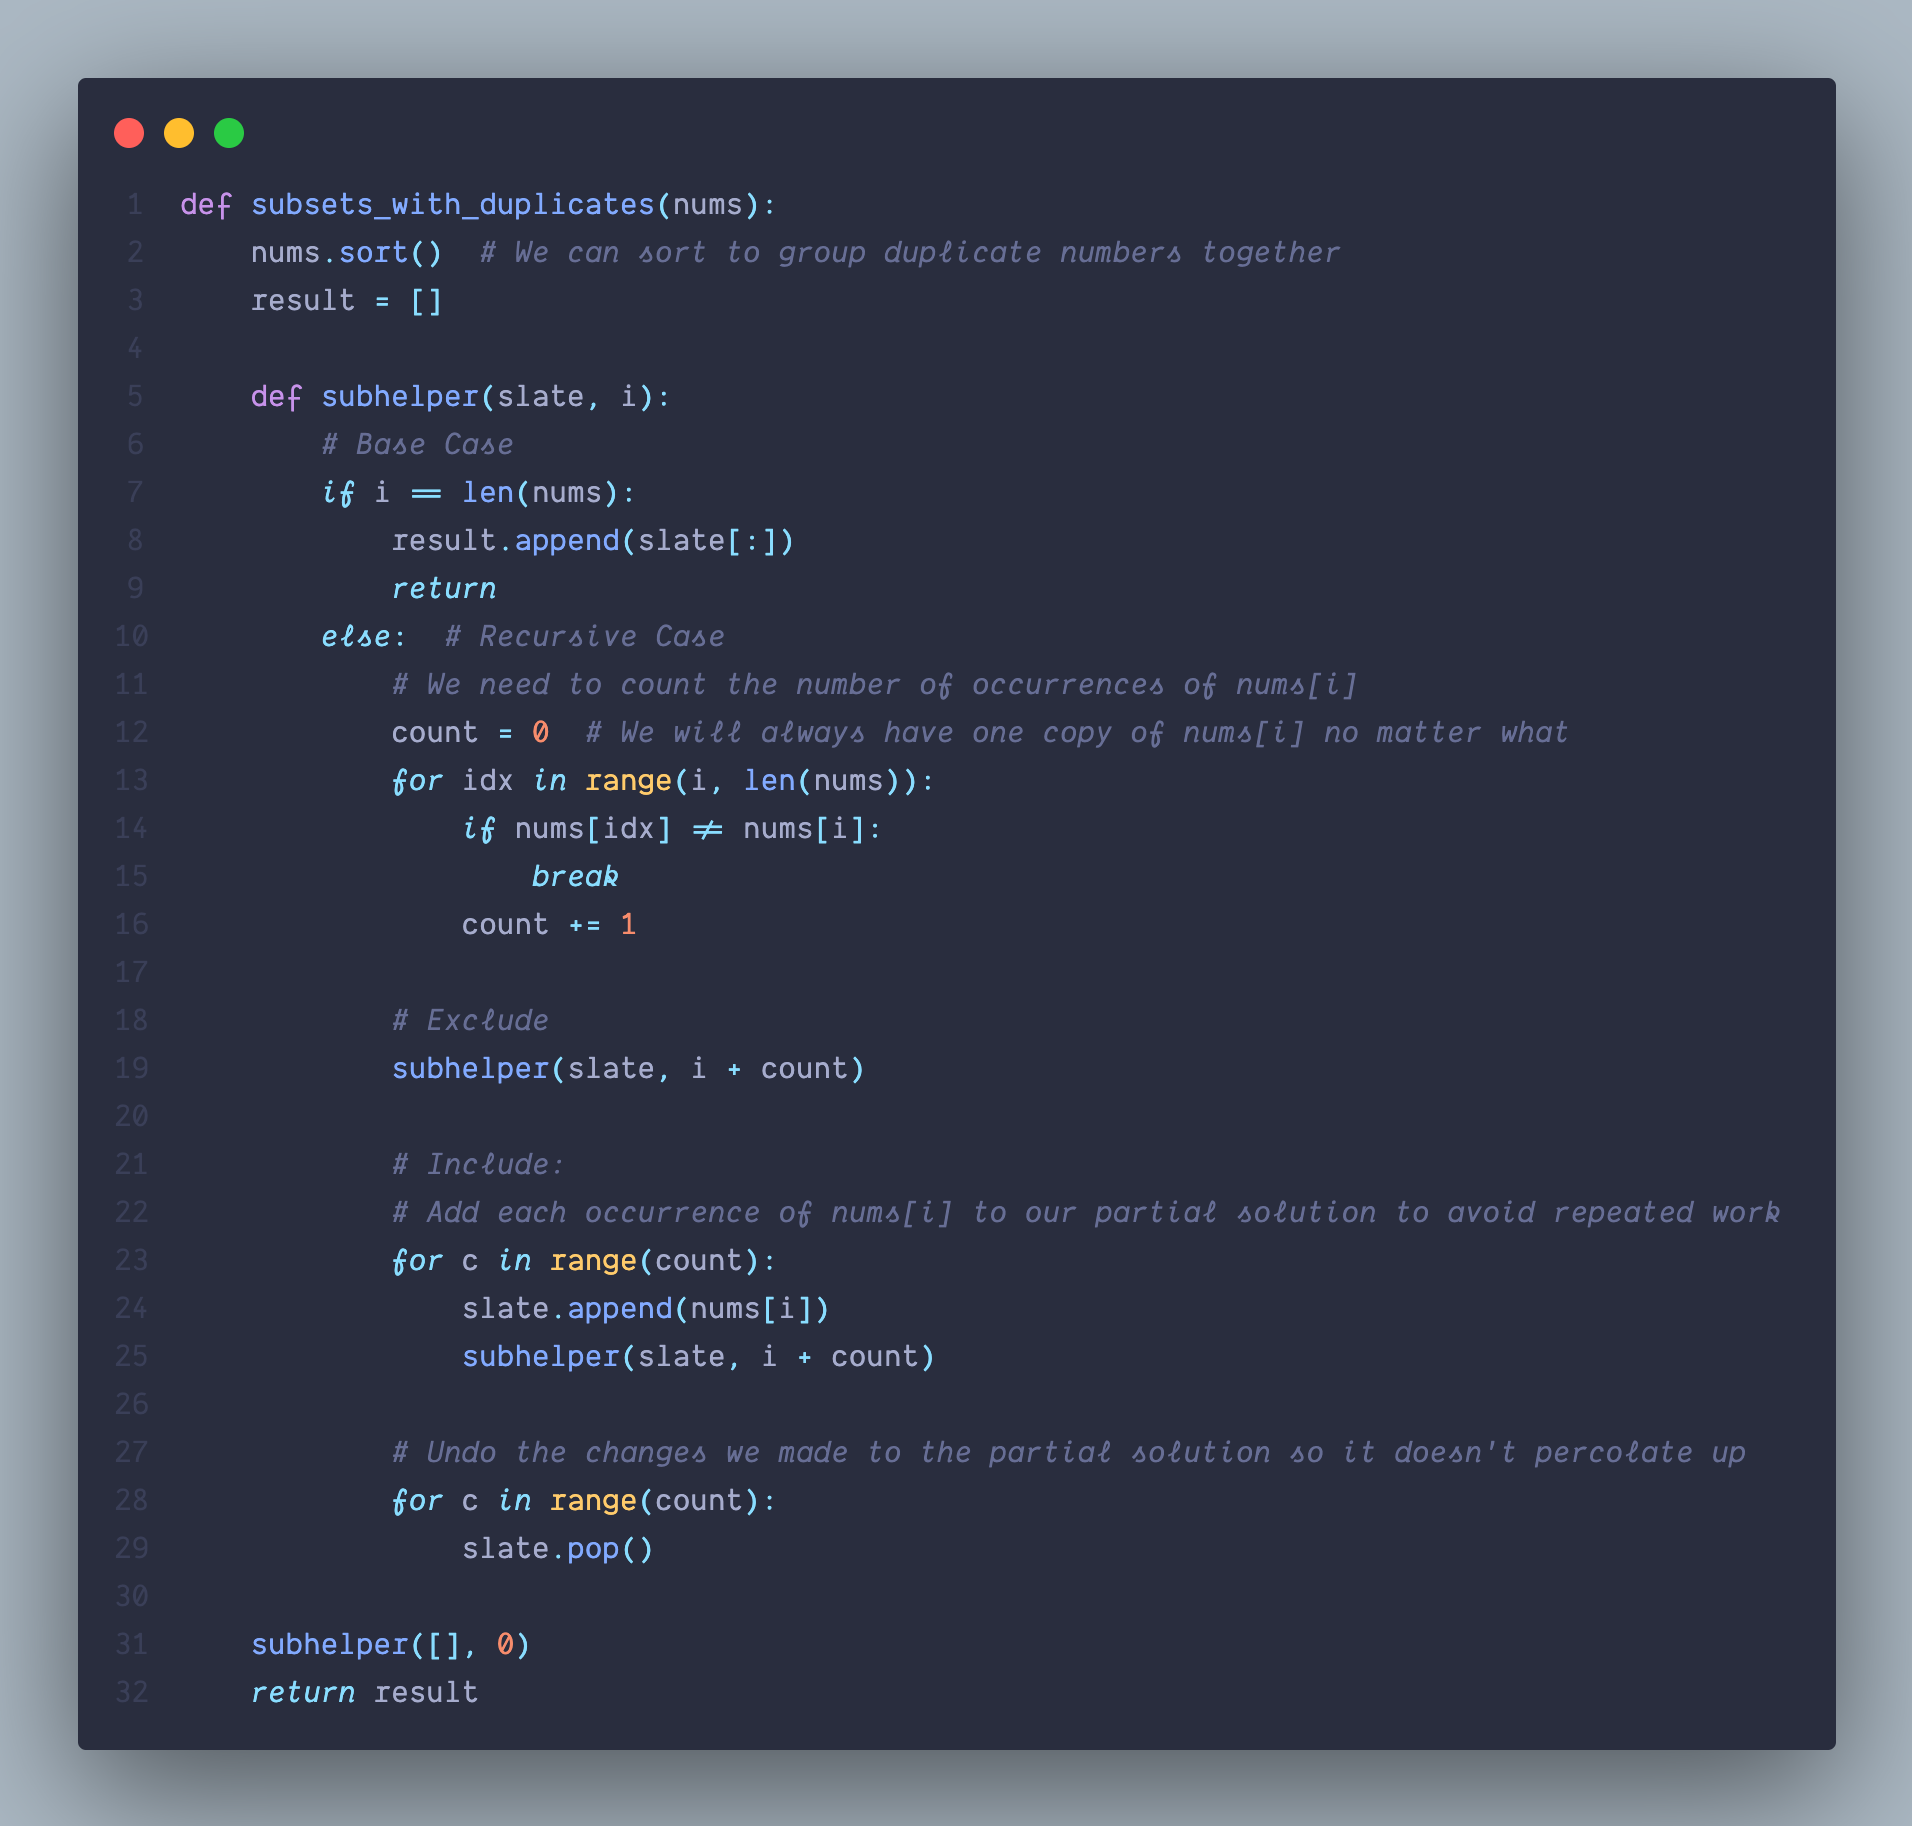 1 def subsets_with_duplicates(nums):
2     nums.sort()  # We can sort to group duplicate numbers together
3     result = []
4
5     def subhelper(slate, i):
6         # Base Case
7         if i == len(nums):
8             result.append(slate[:])
9             return
10         else:  # Recursive Case
11             # We need to count the number of occurrences of nums[i]
12             count = 0  # We will always have one copy of nums[i] no matter what
13             for idx in range(i, len(nums)):
14                 if nums[idx] != nums[i]:
15                     break
16                 count += 1
17
18             # Exclude
19             subhelper(slate, i + count)
20
21             # Include:
22             # Add each occurrence of nums[i] to our partial solution to avoid repeated work
23             for c in range(count):
24                 slate.append(nums[i])
25                 subhelper(slate, i + count)
26
27             # Undo the changes we made to the partial solution so it doesn't percolate up
28             for c in range(count):
29                 slate.pop()
30
31     subhelper([], 0)
32     return result